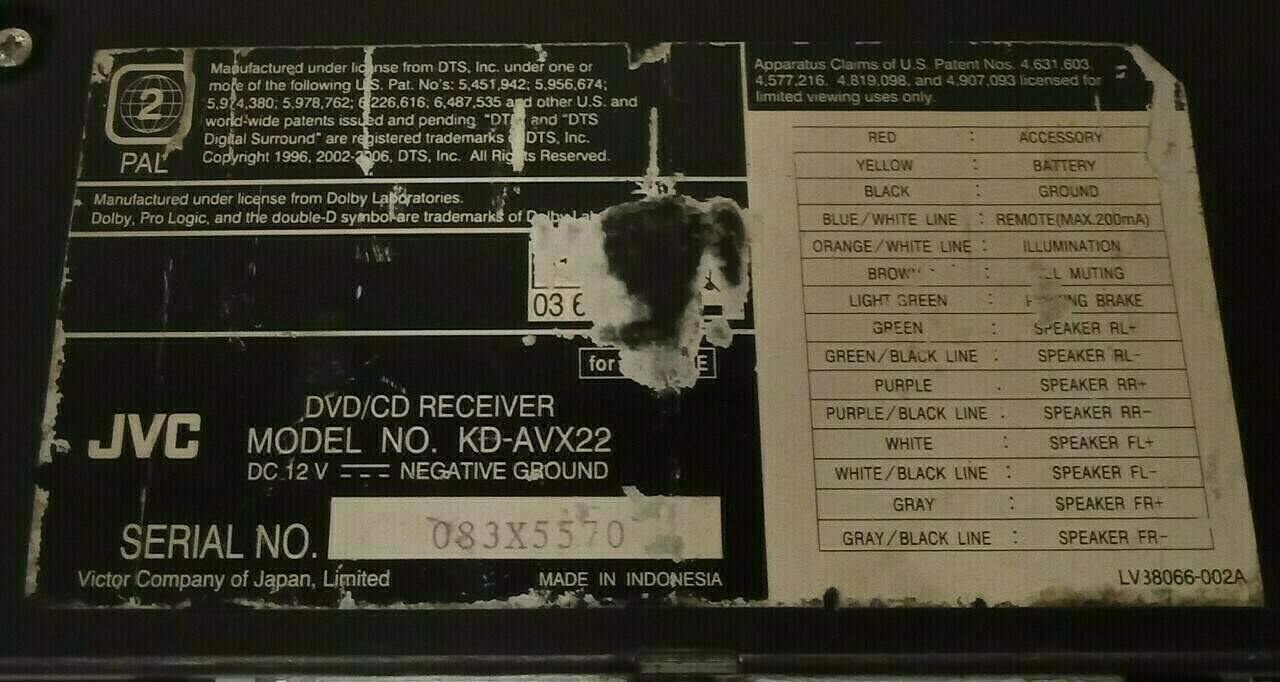 2
PAL
Manufactured under license from DTS, Inc. under one or
more of the following U.S. Pat. No's: 5,451,942; 5,956,674;
5,974,380; 5,978,762; 6,226,616; 6,487,535 and other U.S. and
world-wide patents issued and pending. "DTS" and "DTS
Digital Surround" are registered trademarks DTS, Inc.
Copyright 1996, 2002-2006, DTS, Inc. All Rights Reserved.
Manufactured under license from Dolby Laboratories.
Dolby, Pro Logic, and the double-D symbol are trademarks of Dolby
03 6
for
JVC
DVD/CD RECEIVER
MODEL NO. KD-AVX22
DC 12 V NEGATIVE GROUND
SERIAL NO. 083X5570
Victor Company of Japan, Limited MADE IN INDONESIA
Apparatus Claims of U.S. Patent Nos. 4,631,603,
4,577,216, 4,819,098, and 4,907,093 licensed for
limited viewing uses only.
RED : ACCESSORY
YELLOW : BATTERY
BLACK : GROUND
BLUE/WHITE LINE : REMOTE(MAX.200mA)
ORANGE/WHITE LINE : ILLUMINATION
BROWN : MUTING
LIGHT GREEN : BRAKE
GREEN : SPEAKER RL+
GREEN/BLACK LINE : SPEAKER RL-
PURPLE : SPEAKER RR+
PURPLE/BLACK LINE : SPEAKER RR-
WHITE : SPEAKER FL+
WHITE/BLACK LINE : SPEAKER FL-
GRAY : SPEAKER FR+
GRAY/BLACK LINE : SPEAKER FR-
LV38066-002A